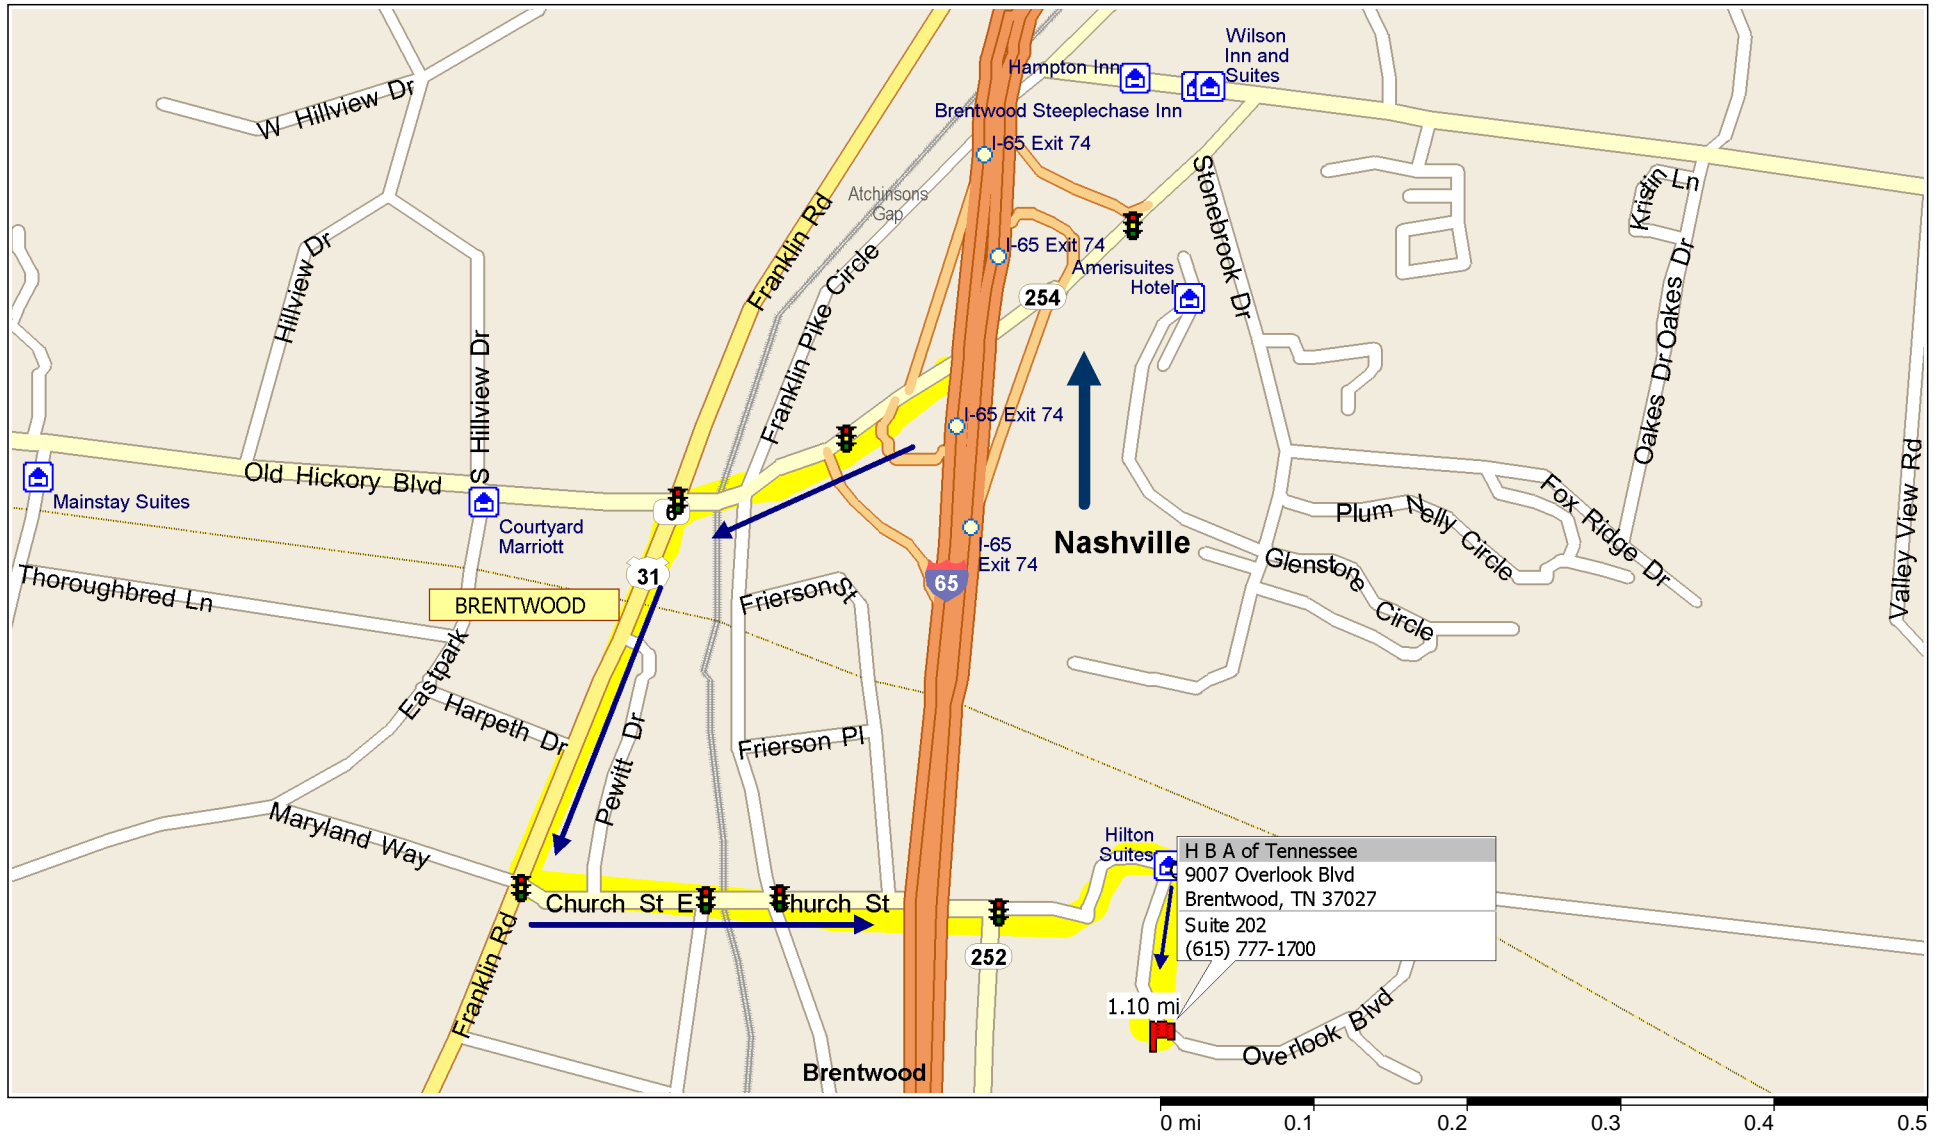 Wilson
Inn and
Suites
Hampton Inn
W Hillview Dr
Brentwood Steeplechase Inn
I-65 Exit 74
Stonebrook Dr
Kristin Ln
Atchinsons
Gap
Franklin Rd
Hillview Dr
I-65 Exit 74
Franklin Pike Circle
Amerisuites
Hotel
254
Oakes Dr
Oakes Dr
S Hillview Dr
I-65 Exit 74
Old Hickory Blvd
Mainstay Suites
Courtyard
Marriott
6
Nashville
I-65
Exit 74
Plum Nelly Circle
Fox Ridge Dr
Valley View Rd
Glenstone Circle
Thoroughbred Ln
31
65
BRENTWOOD
Frierson St
Eastpark
Harpeth Dr
Pewitt Dr
Frierson Pl
Maryland Way
Hilton
Suites
H B A of Tennessee
9007 Overlook Blvd
Brentwood, TN 37027
Suite 202
(615) 777-1700
Church St E
Church St
Franklin Rd
252
1.10 mi
Overlook Blvd
Brentwood
0 mi 0.1 0.2 0.3 0.4 0.5